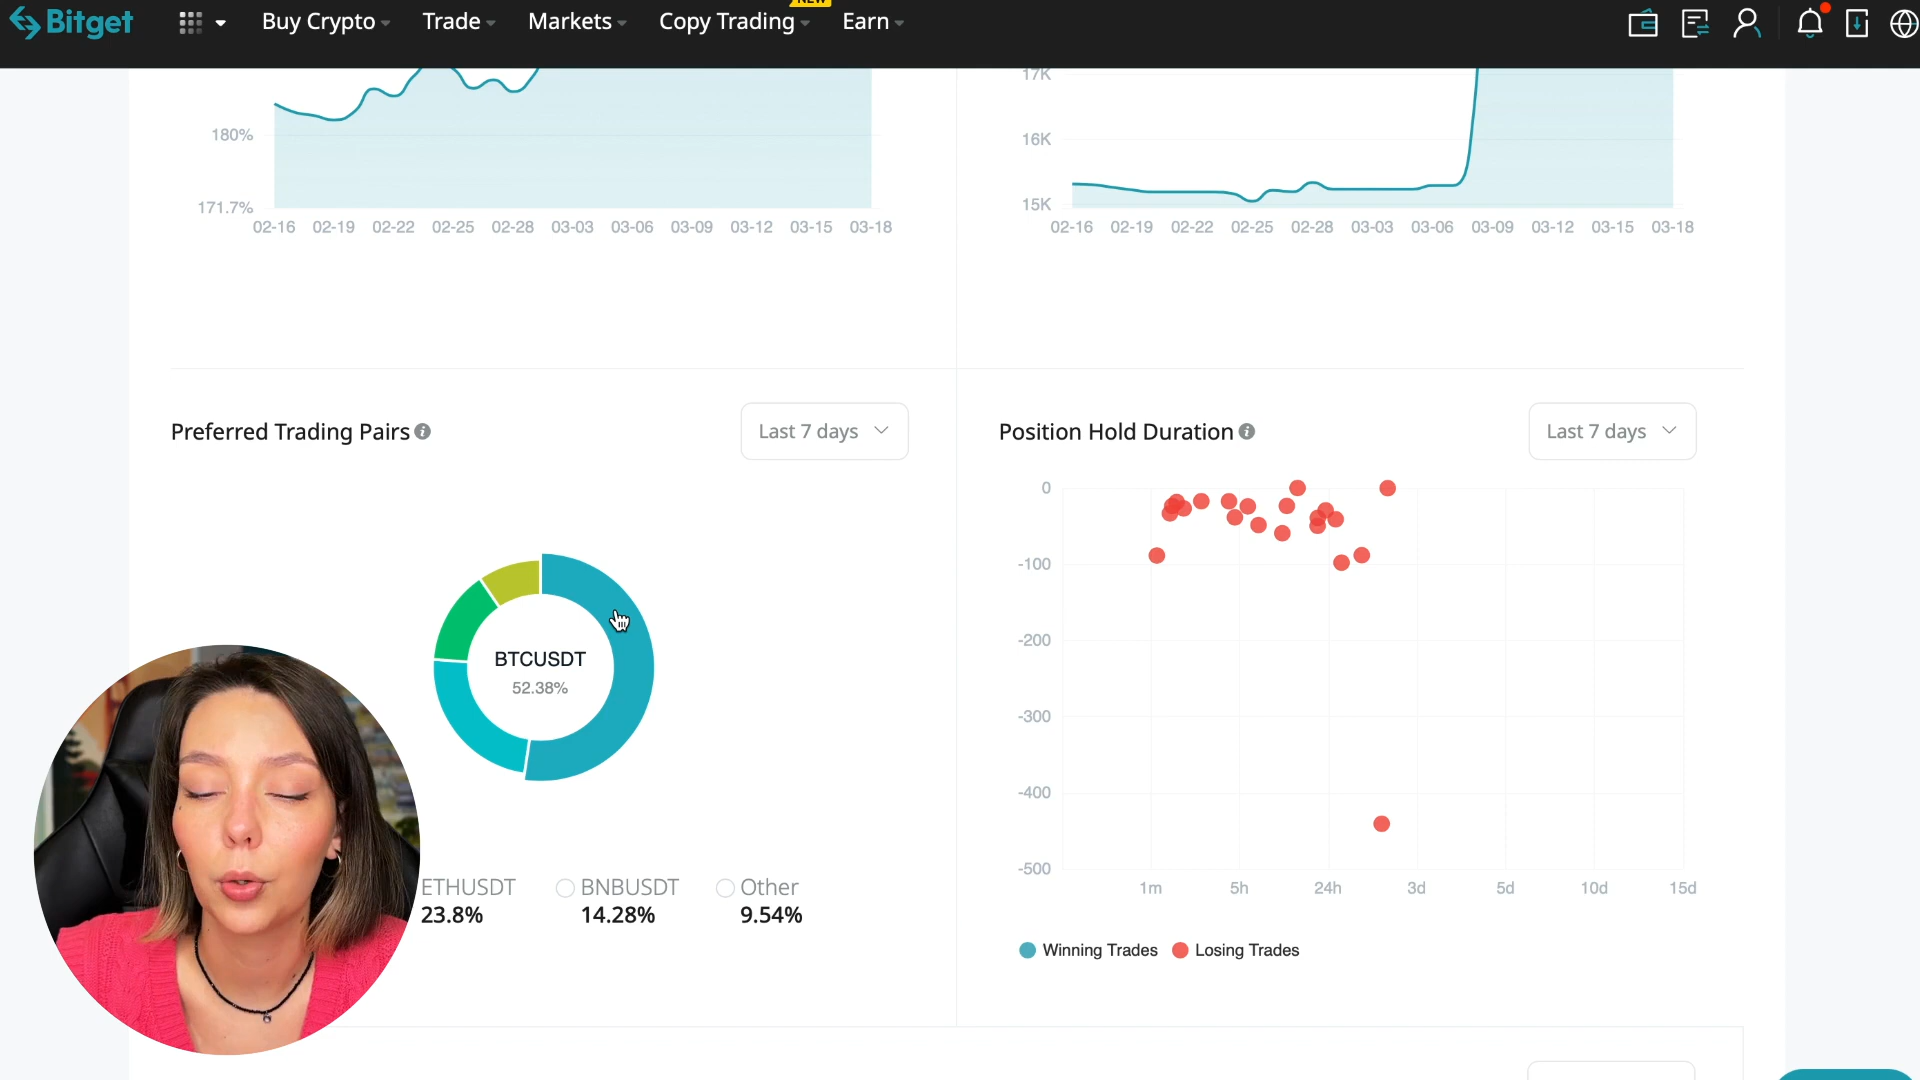 Bitget
Buy Crypto
Trade
Markets
Copy Trading
NEW
Earn
180%
171.7%
02-16 02-19 02-22 02-25 02-28 03-03 03-06 03-09 03-12 03-15 03-18
17K
16K
15K
02-16 02-19 02-22 02-25 02-28 03-03 03-06 03-09 03-12 03-15 03-18
Preferred Trading Pairs
Last 7 days
BTCUSDT
52.38%
ETHUSDT
23.8%
BNBUSDT
14.28%
Other
9.54%
Position Hold Duration
Last 7 days
0
-100
-200
-300
-400
-500
1m 5h 24h 3d 5d 10d 15d
Winning Trades Losing Trades